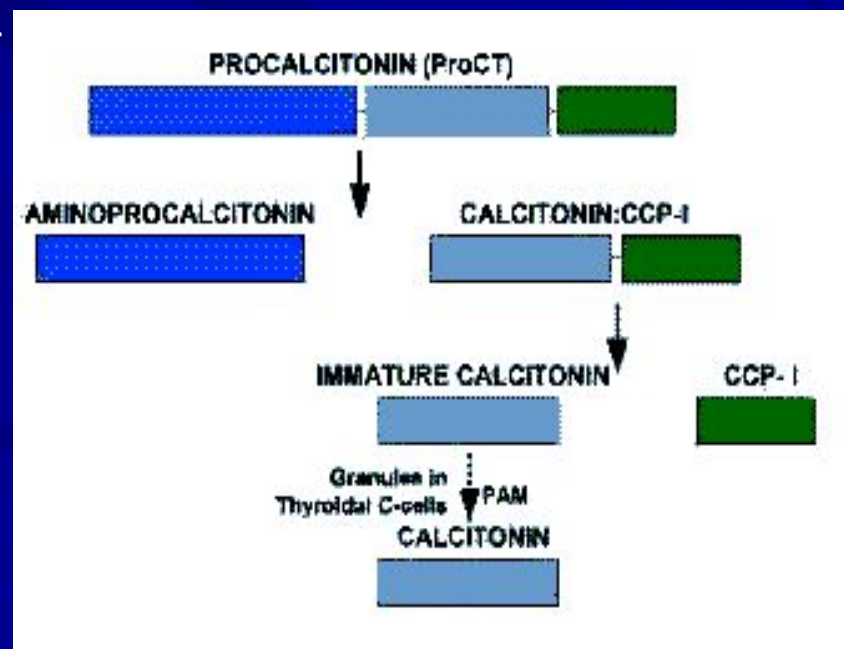 PROCALCITONIN (ProCT)
AMINOPROCALCITONIN
CALCITONIN:CCP-I
IMMATURE CALCITONIN
CCP- I
Granules in
Thyroidal C-cells
PAM
CALCITONIN